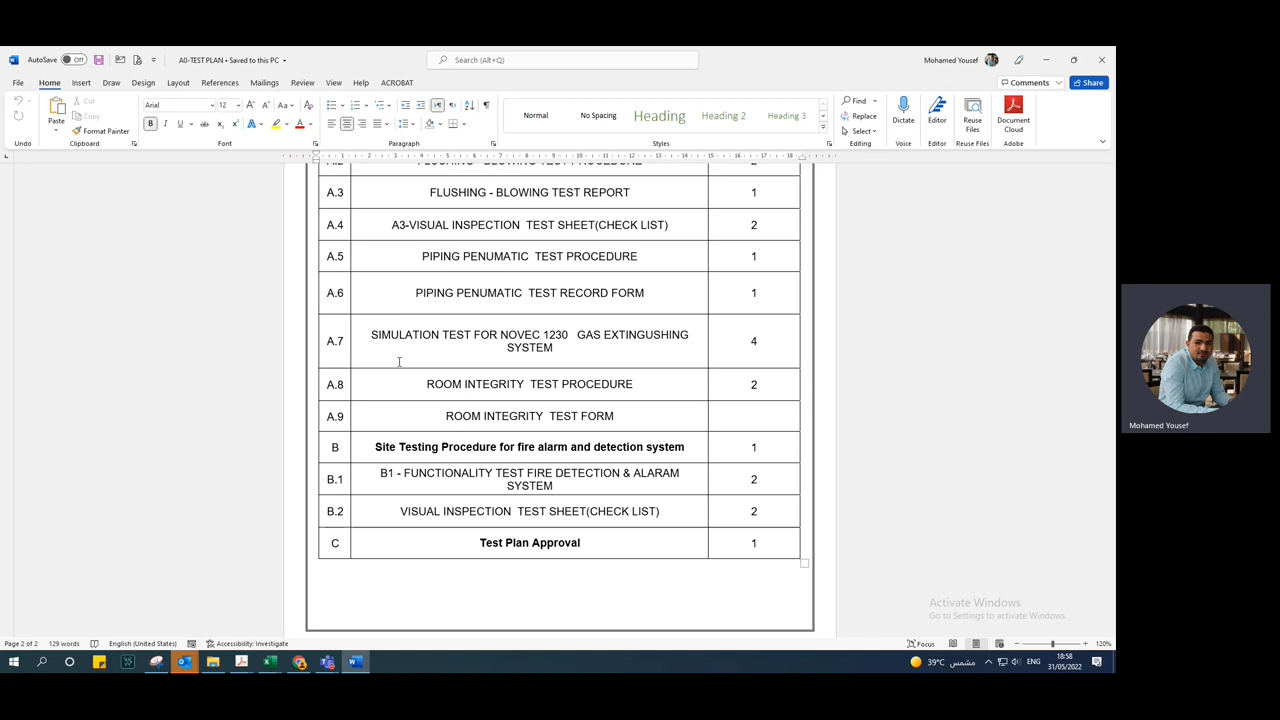 AutoSave Off A0-TEST PLAN • Saved to this PC Search (Alt+Q) Mohamed Yousef
File Home Insert Draw Design Layout References Mailings Review View Help ACROBAT Comments Share
Paste Cut Copy Format Painter
Arial 12
Normal No Spacing Heading Heading 2 Heading 3
Find Replace Select
Dictate Editor Reuse Files Document Cloud
Undo Clipboard Font Paragraph Styles Editing Voice Editor Reuse Files Adobe Acrobat
A.3 FLUSHING - BLOWING TEST REPORT 1
A.4 A3-VISUAL INSPECTION TEST SHEET(CHECK LIST) 2
A.5 PIPING PENUMATIC TEST PROCEDURE 1
A.6 PIPING PENUMATIC TEST RECORD FORM 1
A.7 SIMULATION TEST FOR NOVEC 1230 GAS EXTINGUSHING
SYSTEM 4
A.8 ROOM INTEGRITY TEST PROCEDURE 2
A.9 ROOM INTEGRITY TEST FORM
B Site Testing Procedure for fire alarm and detection system 1
B.1 B1 - FUNCTIONALITY TEST FIRE DETECTION & ALARAM
SYSTEM 2
B.2 VISUAL INSPECTION TEST SHEET(CHECK LIST) 2
C Test Plan Approval 1
Mohamed Yousef
Activate Windows
Go to Settings to activate Windows.
Page 2 of 2 129 words English (United States) Accessibility: Investigate Focus 120%
39°C مشمس ENG 18:58
31/05/2022